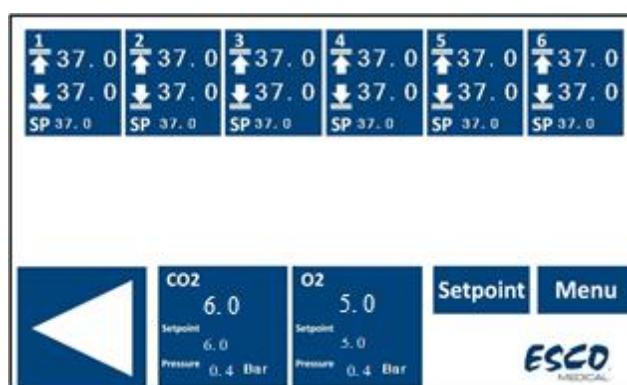 1 2 3 4 5 6
37.0 37.0 37.0 37.0 37.0 37.0
37.0 37.0 37.0 37.0 37.0 37.0
SP 37.0 SP 37.0 SP 37.0 SP 37.0 SP 37.0 SP 37.0
CO2
6.0
Setpoint
6.0
Pressure 0.4 Bar
O2
5.0
Setpoint
5.0
Pressure 0.4 Bar
Setpoint
Menu
ESCO
MEDICAL